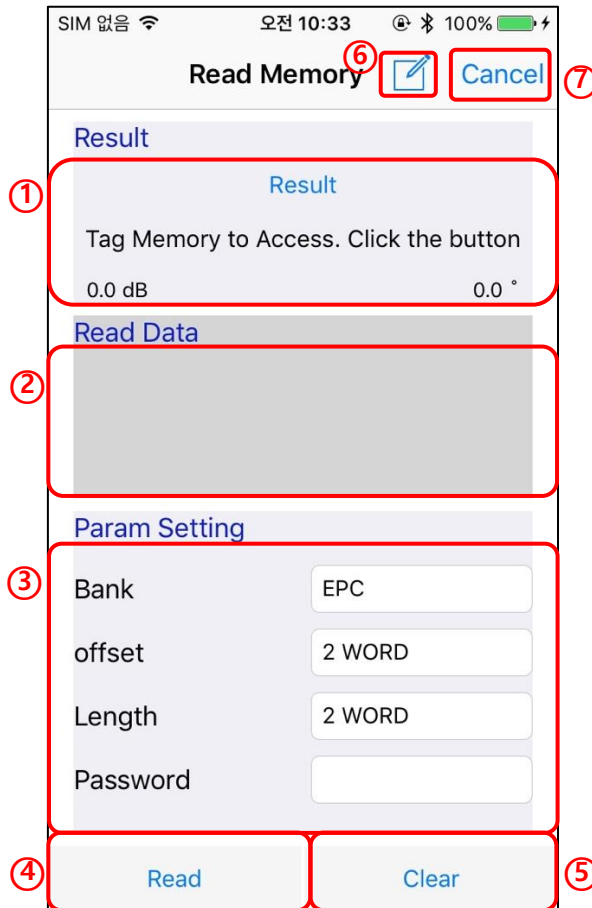 SIM 없음 오전 10:33 100%
Read Memory ⑥ Cancel ⑦
Result
① Result
Tag Memory to Access. Click the button
0.0 dB 0.0 °
Read Data
②
Param Setting
③
Bank EPC
offset 2 WORD
Length 2 WORD
Password
④ Read Clear ⑤